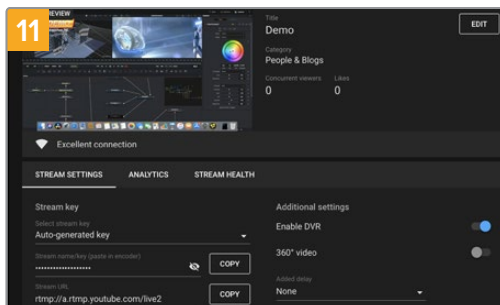 11
REVIEW
Title
Demo
EDIT
Category
People & Blogs
Concurrent viewers Likes
0 0
Excellent connection
STREAM SETTINGS ANALYTICS STREAM HEALTH
Stream key
Select stream key
Auto-generated key
Stream name/key (paste in encoder)
•••••••••••••••••••
COPY
Stream URL
rtmp://a.rtmp.youtube.com/live2
COPY
Additional settings
Enable DVR
360° video
Added delay
None